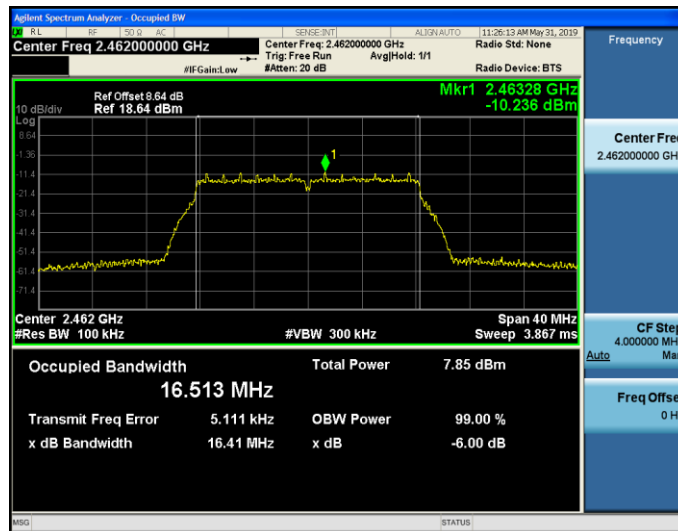 Agilent Spectrum Analyzer - Occupied BW
RL RF 50 Ω AC SENSE:INT ALIGN AUTO 11:26:13 AM May 31, 2019
Center Freq 2.462000000 GHz
Center Freq: 2.462000000 GHz
Radio Std: None
Trig: Free Run Avg|Hold: 1/1
#IFGain:Low #Atten: 20 dB Radio Device: BTS
Frequency
Ref Offset 8.64 dB
10 dB/div Ref 18.64 dBm
Mkr1 2.46328 GHz
-10.236 dBm
Log
8.64
-1.36
-11.4
-21.4
-31.4
-41.4
-51.4
-61.4
-71.4
1
Center 2.462 GHz Span 40 MHz
#Res BW 100 kHz #VBW 300 kHz Sweep 3.867 ms
Occupied Bandwidth Total Power 7.85 dBm
16.513 MHz
Transmit Freq Error 5.111 kHz OBW Power 99.00 %
x dB Bandwidth 16.41 MHz x dB -6.00 dB
Center Fre
2.462000000 GH
CF Ste
4.000000 MH
Auto Ma
Freq Offse
0 H
MSG STATUS